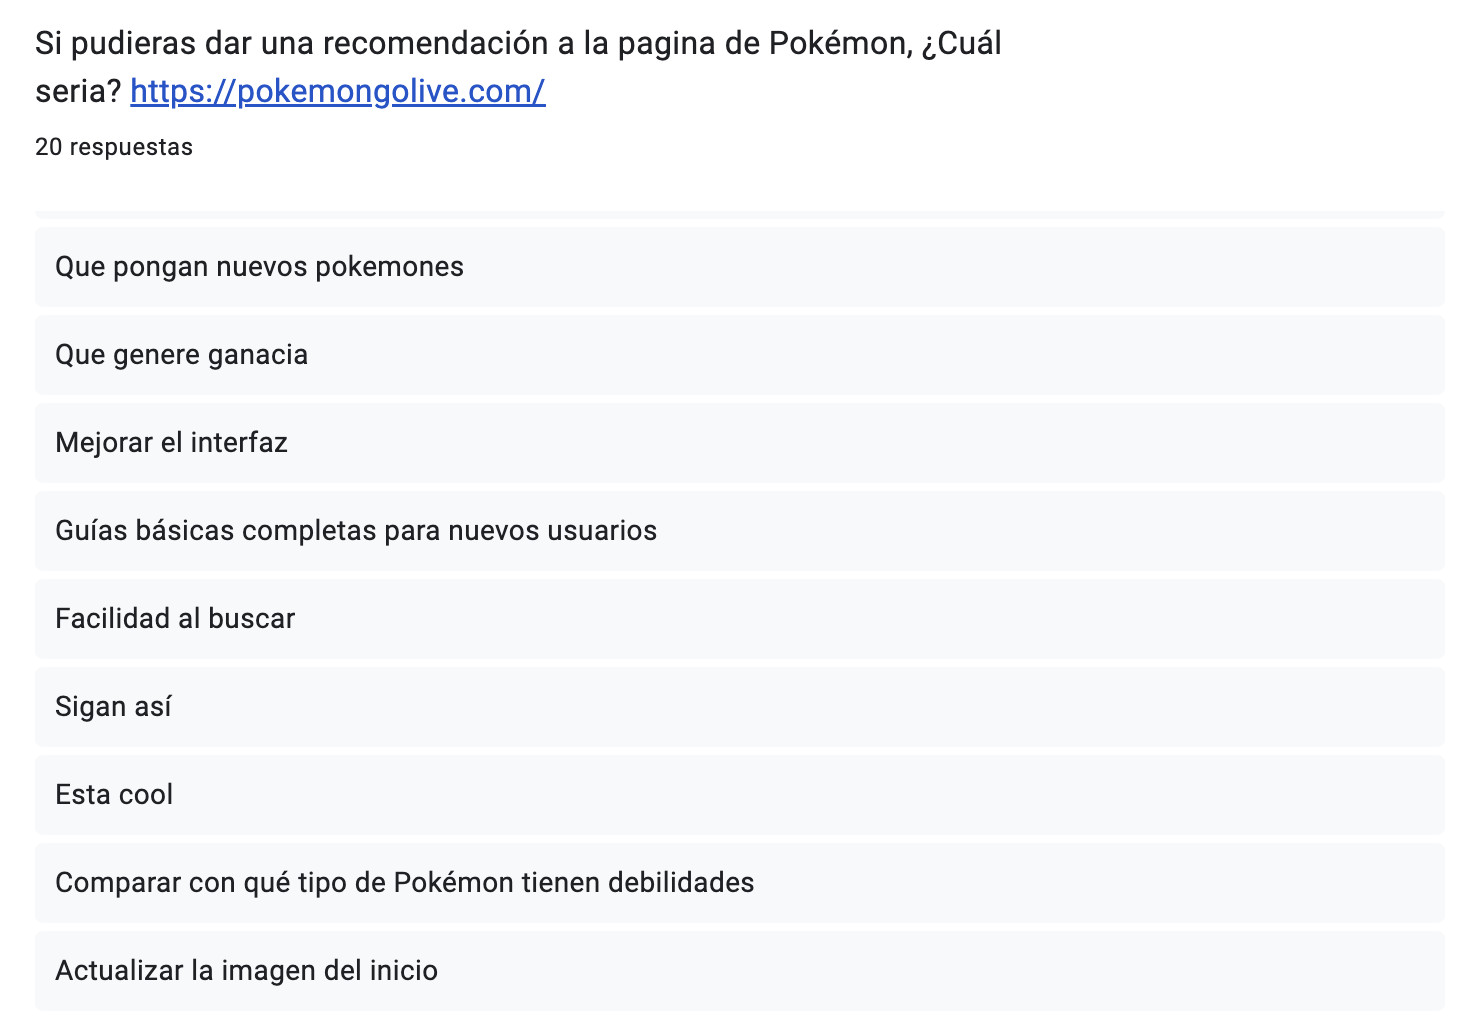 Si pudieras dar una recomendación a la pagina de Pokémon, ¿Cuál
seria? https://pokemongolive.com/
20 respuestas
Que pongan nuevos pokemones
Que genere ganacia
Mejorar el interfaz
Guías básicas completas para nuevos usuarios
Facilidad al buscar
Sigan así
Esta cool
Comparar con qué tipo de Pokémon tienen debilidades
Actualizar la imagen del inicio